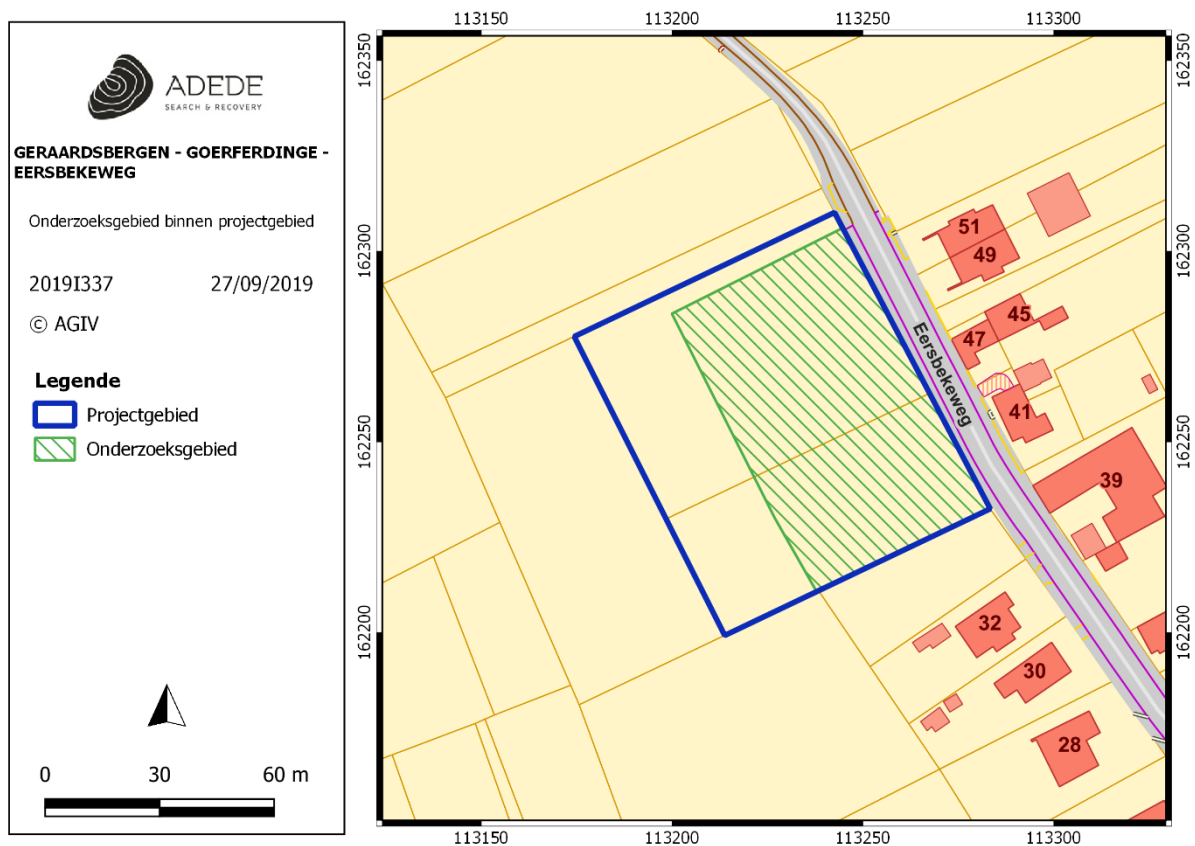 ADEDE
SEARCH & RECOVERY
GERAARDSBERGEN - GOERFERDINGE -
EERSBEKEWEG
Onderzoeksgebied binnen projectgebied
2019I337 27/09/2019
© AGIV
Legende
Projectgebied
Onderzoeksgebied
0 30 60 m
113150 113200 113250 113300
162350 162350
162300 162300
162250 162250
162200 162200
51
49
45
47
41
39
Eersbekeweg
32
30
28
113150 113200 113250 113300